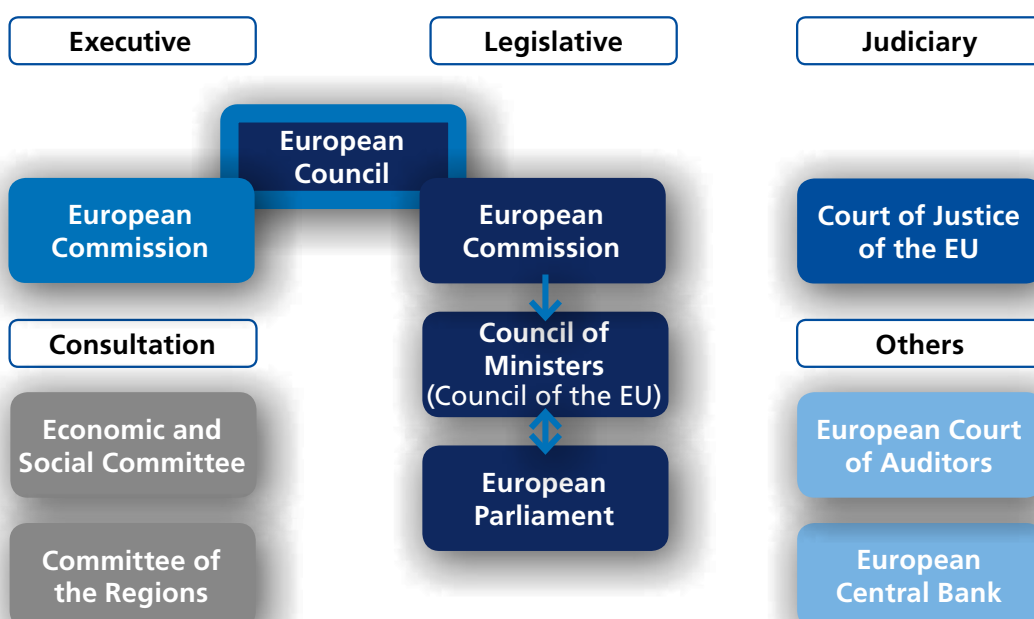 Executive
Legislative
Judiciary
European
Council
European
Commission
European
Commission
Court of Justice
of the EU
Council of
Ministers
(Council of the EU)
Consultation
Others
Economic and
Social Committee
European Court
of Auditors
European
Parliament
Committee of
the Regions
European
Central Bank